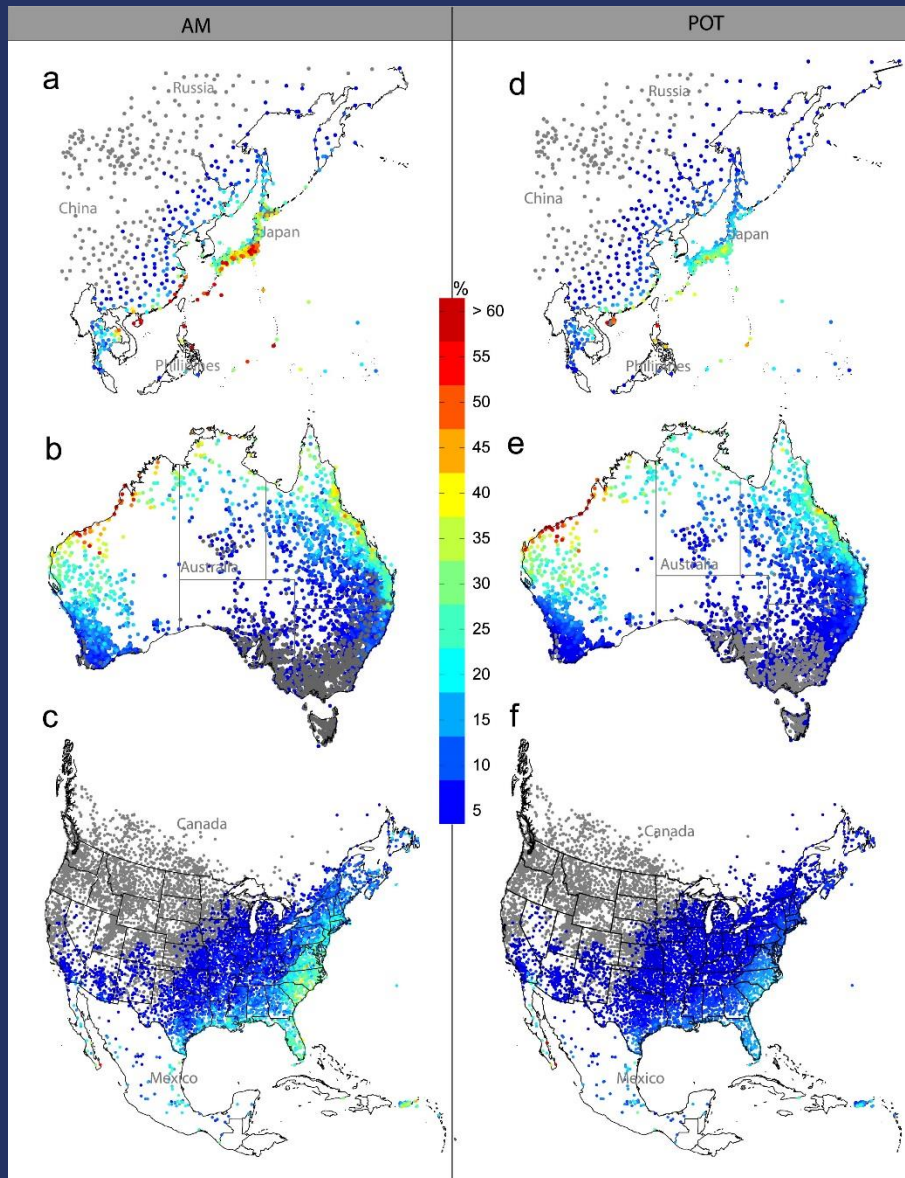 AM
POT
a
Russia
China
Japan
Philippines
d
Russia
China
Japan
Philippines
%
> 60
55
50
45
40
35
30
25
20
15
10
5
b
Australia
e
Australia
c
Canada
Mexico
f
Canada
Mexico